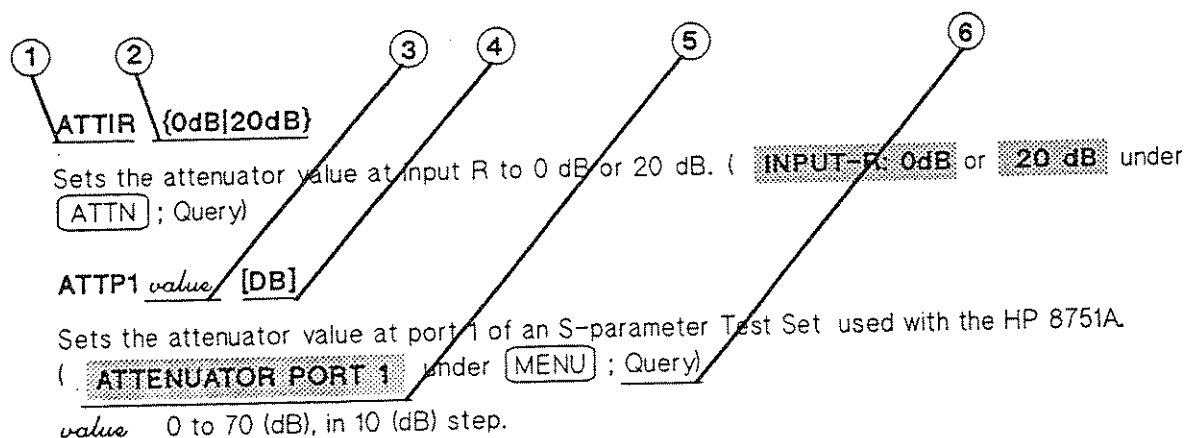 1 2 3 4 5 6
ATTIR {0dB|20dB}
Sets the attenuator value at input R to 0 dB or 20 dB. ( INPUT-R: 0dB or 20 dB under
ATTN ; Query)
ATTP1 value [DB]
Sets the attenuator value at port 1 of an S-parameter Test Set used with the HP 8751A.
( ATTENUATOR PORT 1 under MENU ; Query)
value 0 to 70 (dB), in 10 (dB) step.